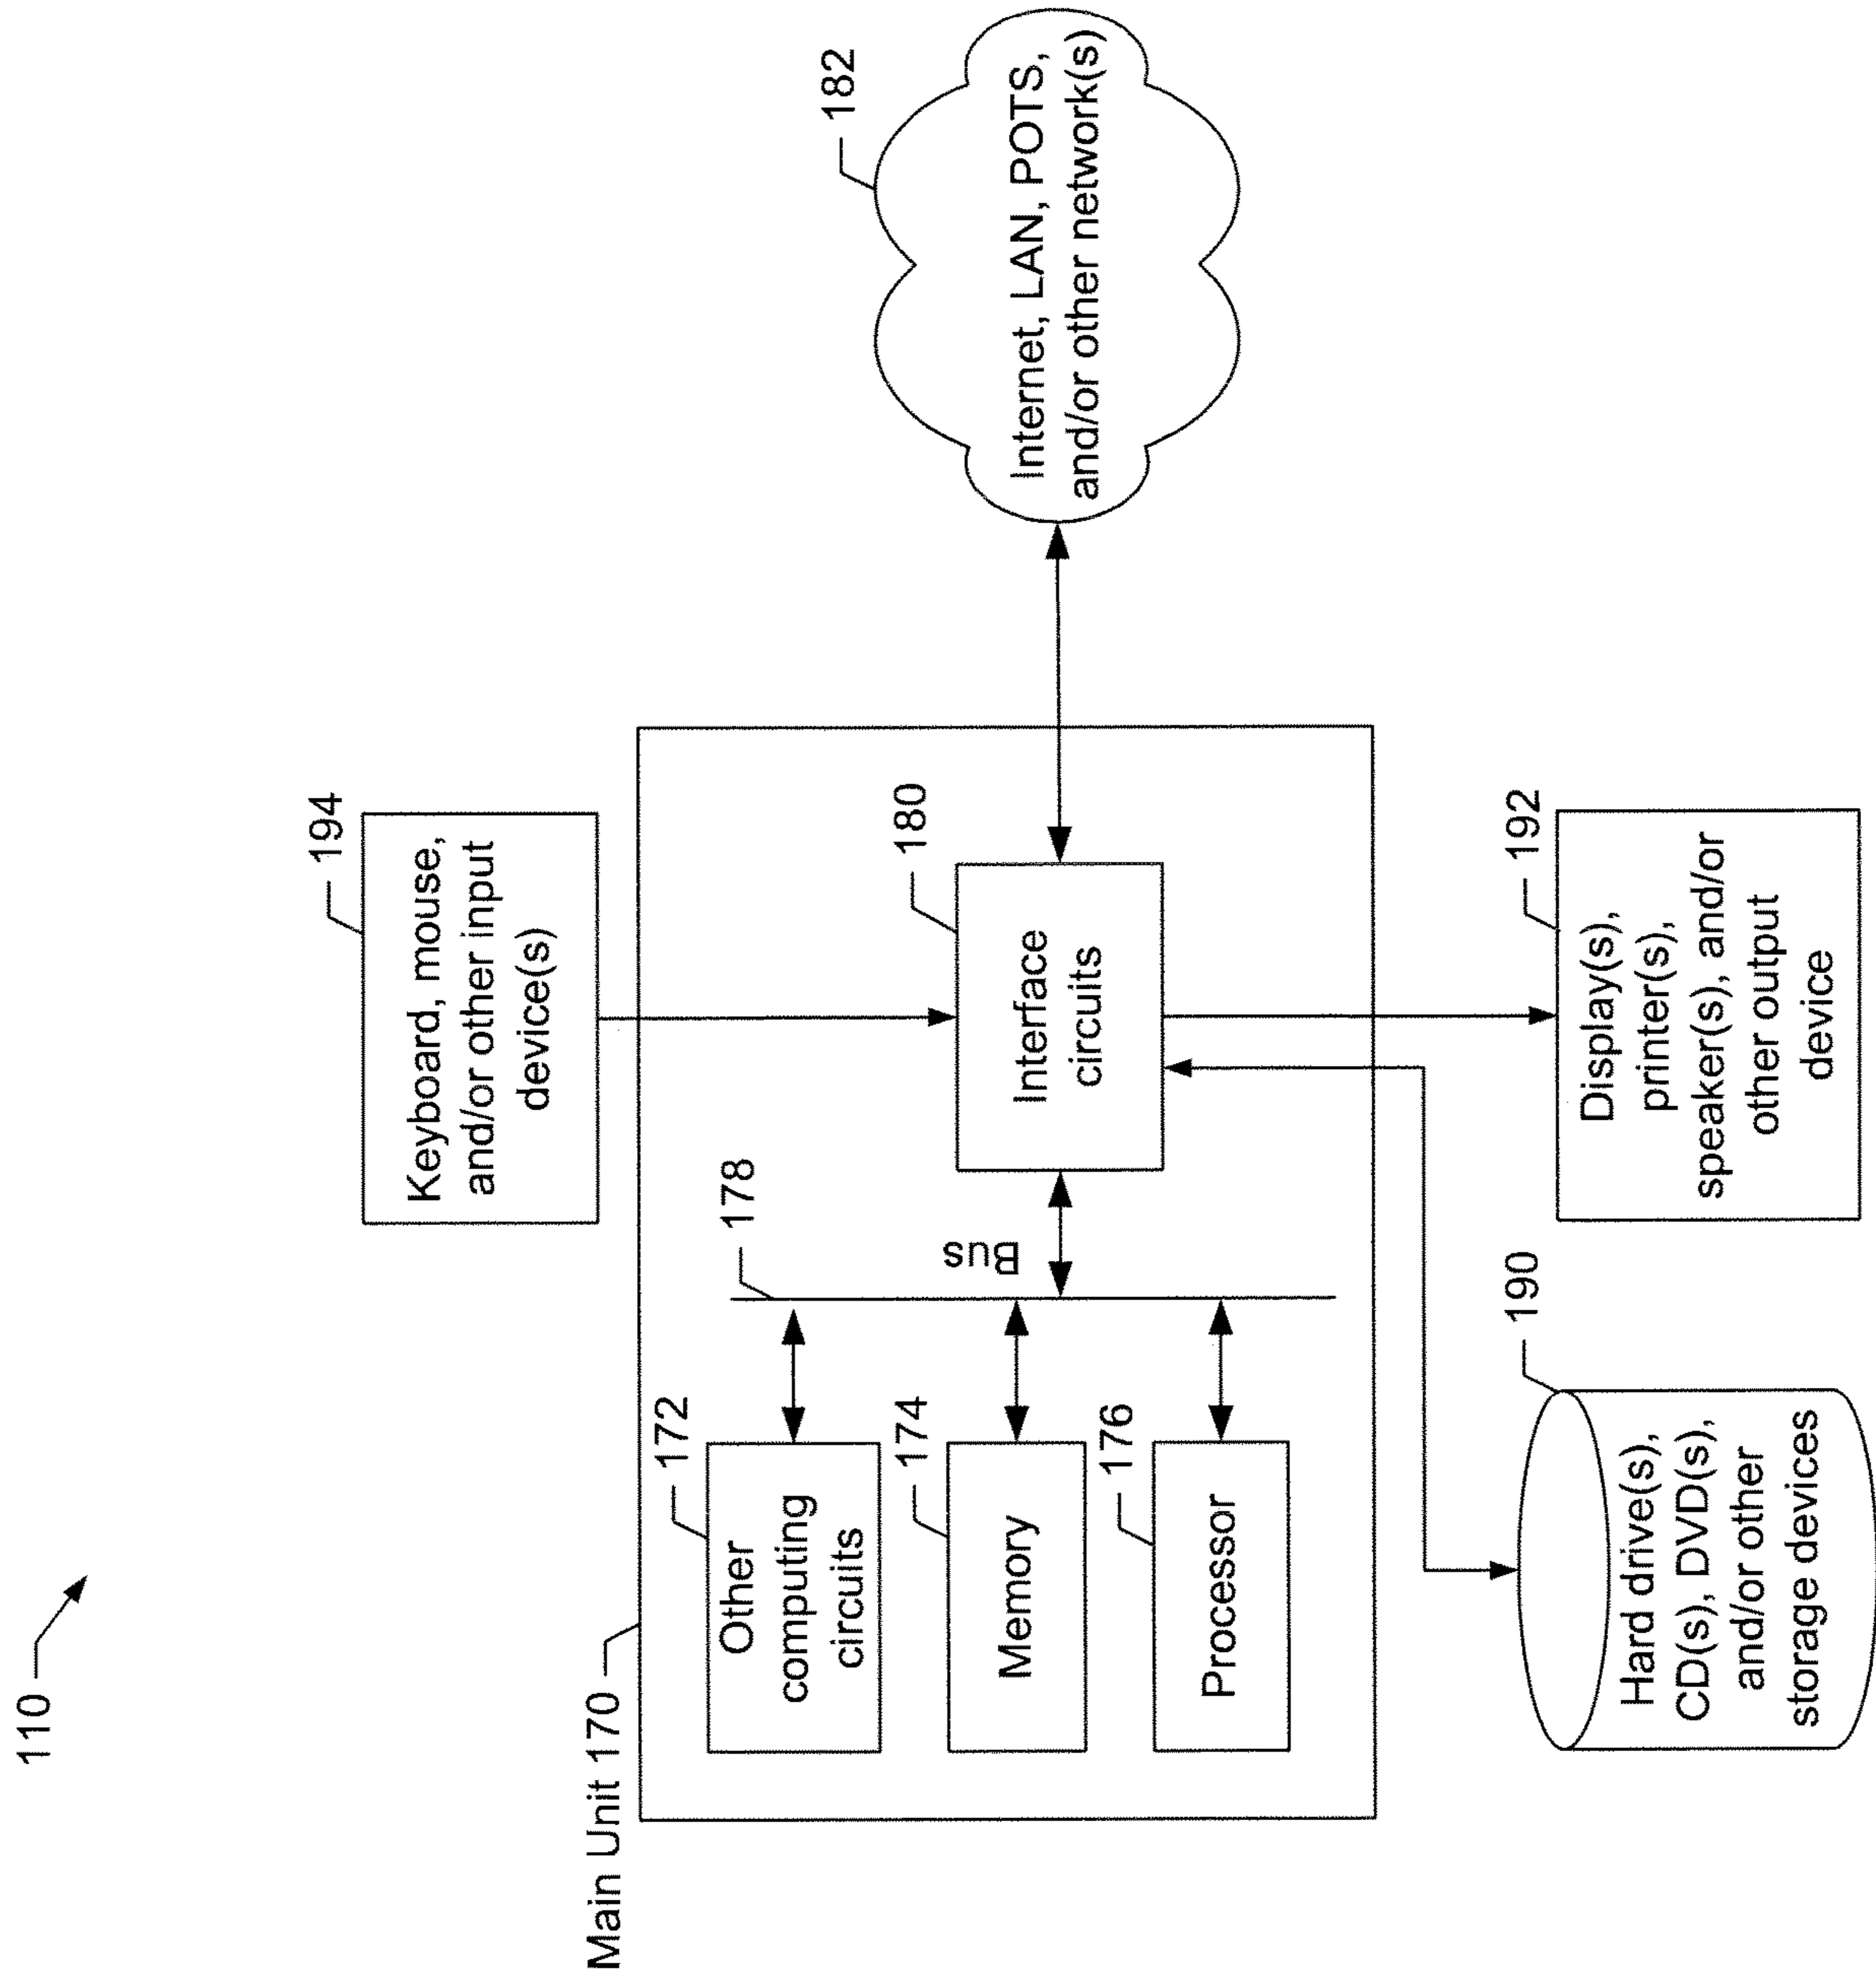 110
194
Keyboard, mouse,
and/or other input
device(s)
Main Unit 170
172
Other
computing
circuits
174
Memory
176
Processor
178
Bus
180
Interface
circuits
182
Internet, LAN, POTS,
and/or other network(s)
190
Hard drive(s),
CD(s), DVD(s),
and/or other
storage devices
192
Display(s),
printer(s),
speaker(s), and/or
other output
device